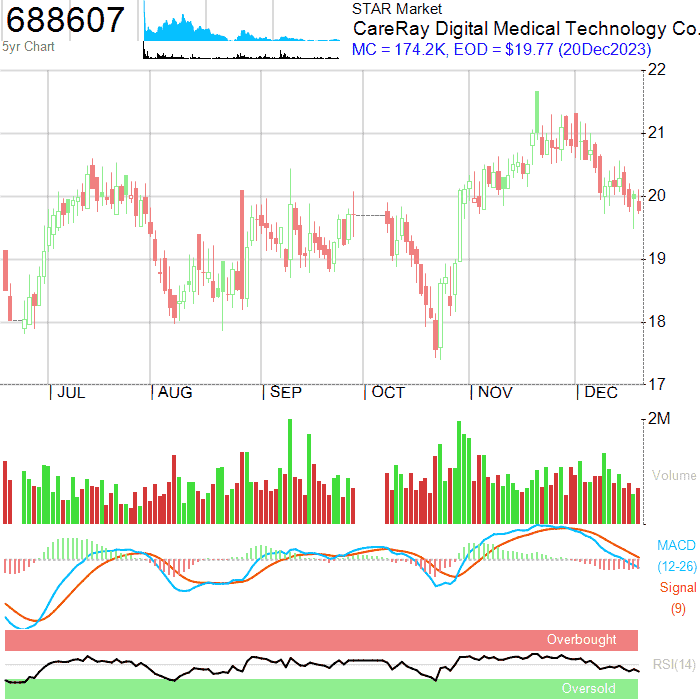 688607
5yr Chart
STAR Market
CareRay Digital Medical Technology Co.
MC = 174.2K, EOD = $19.77 (20Dec2023)
22
21
20
19
18
17
JUL
AUG
SEP
OCT
NOV
DEC
2M
Volume
MACD
(12-26)
Signal
(9)
Overbought
RSI(14)
Oversold